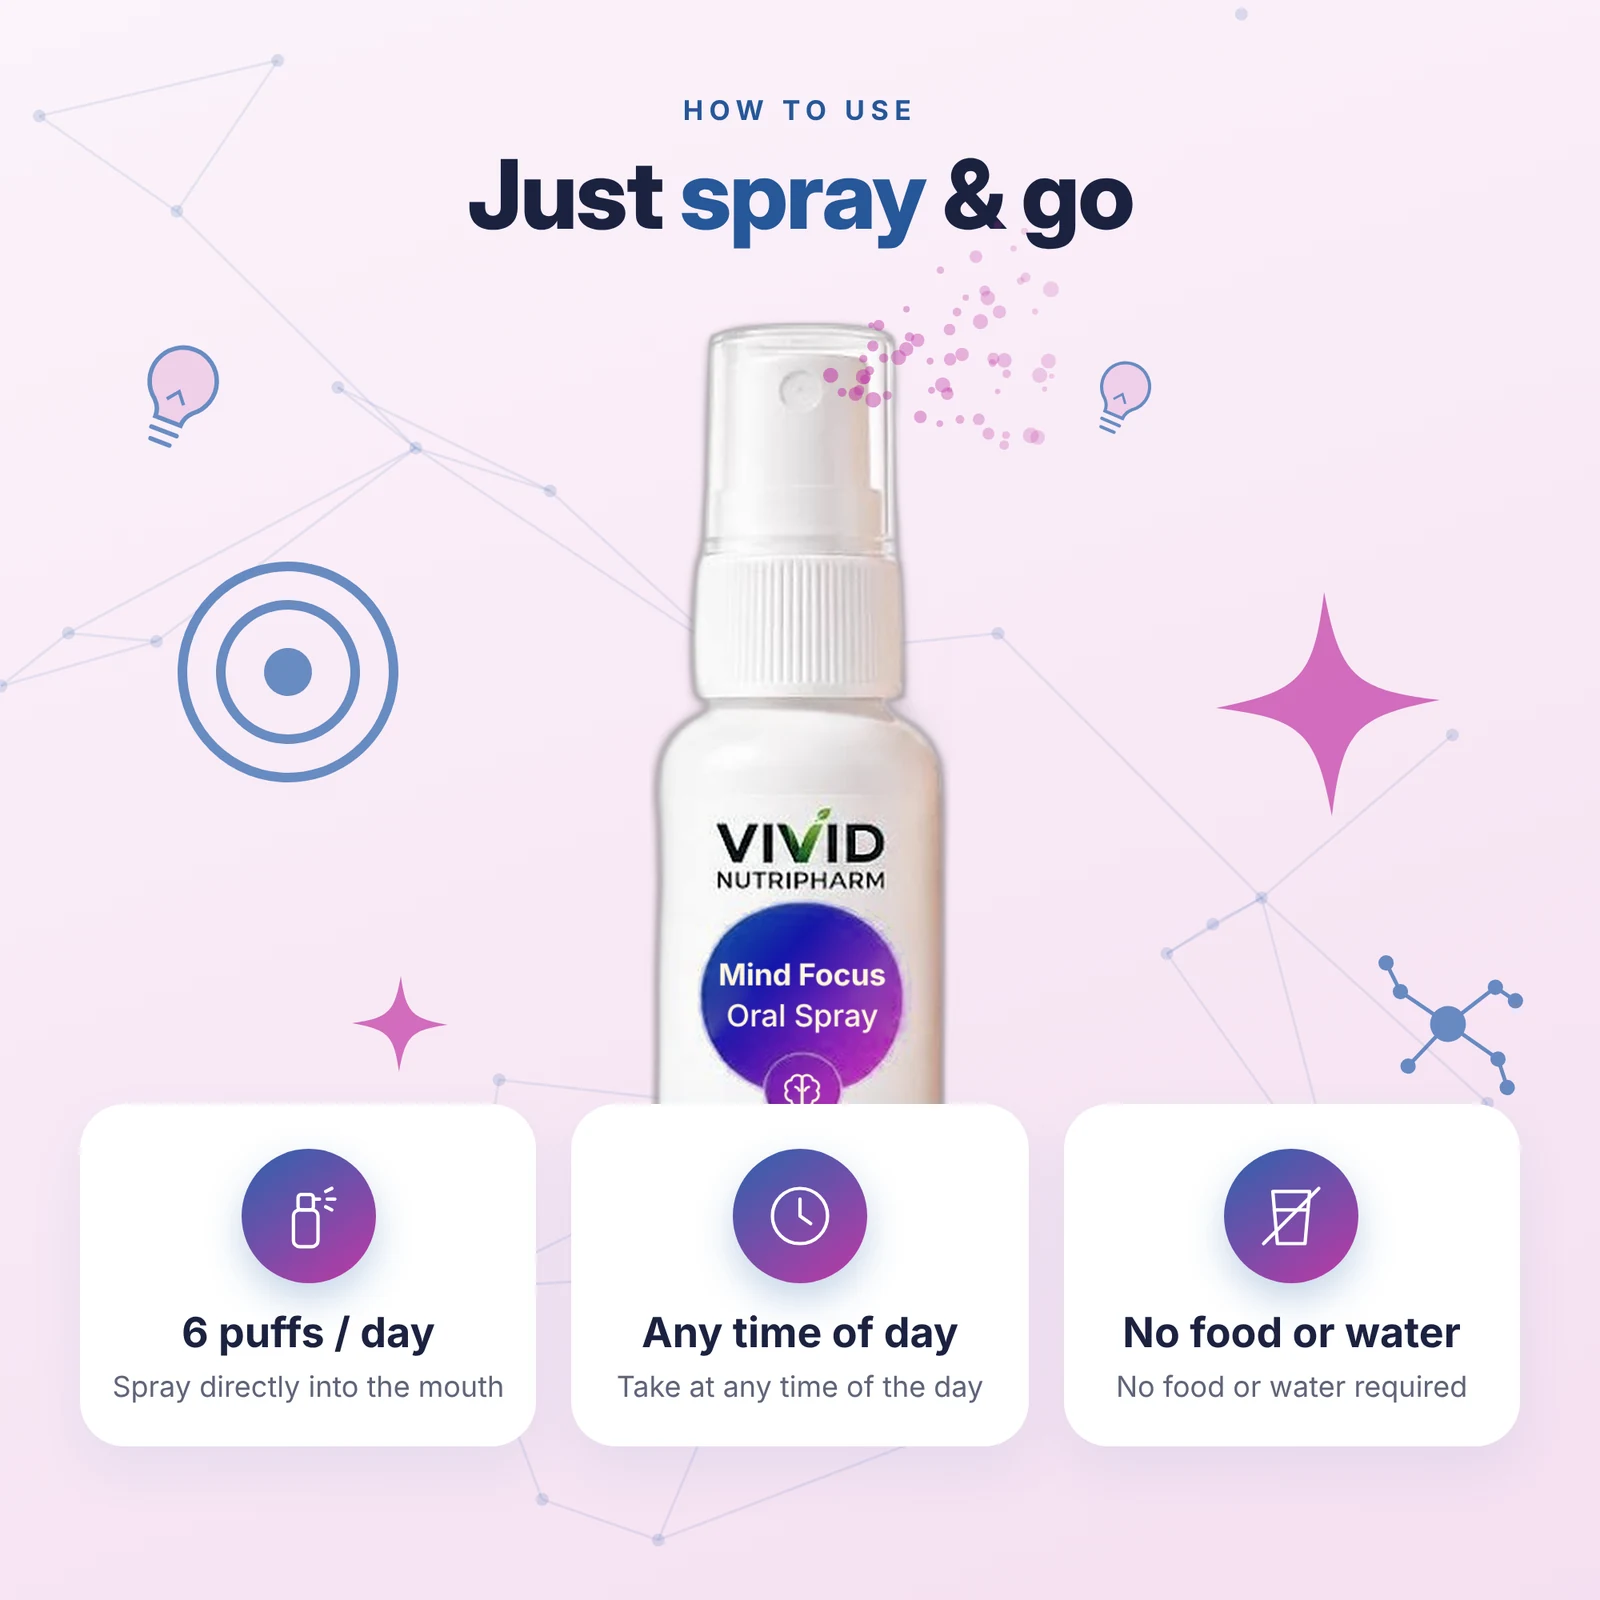 HOW TO USE
Just spray & go
VIVID
NUTRIPHARM
Mind Focus
Oral Spray
6 puffs / day
Spray directly into the mouth
Any time of day
Take at any time of the day
No food or water
No food or water required